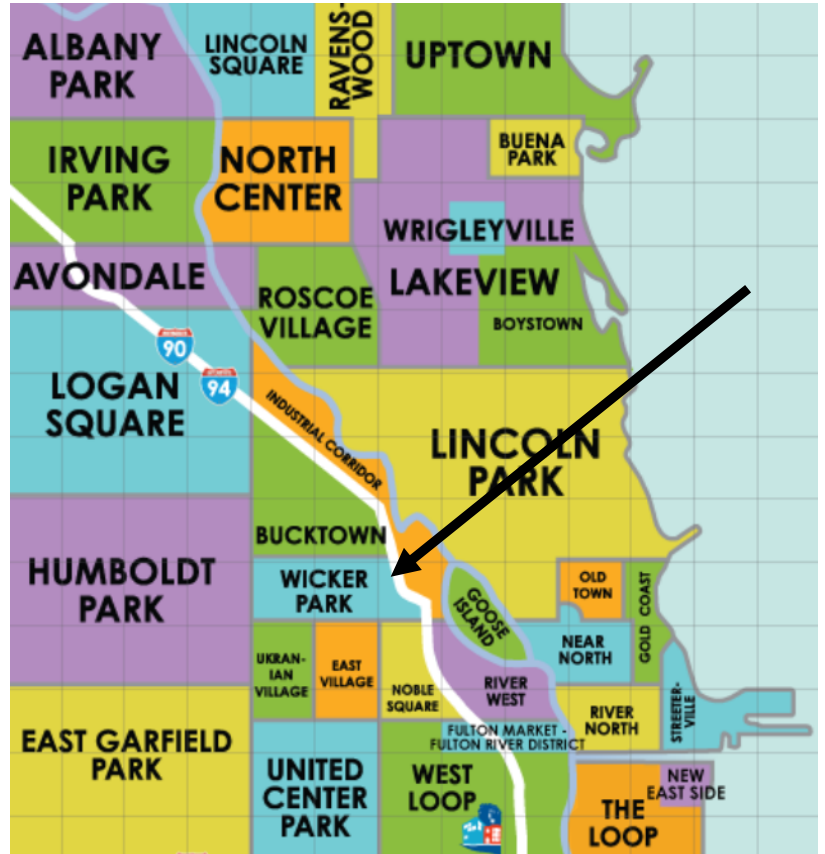 ALBANY
PARK
LINCOLN
SQUARE
RAVENS-
WOOD
UPTOWN
IRVING
PARK
NORTH
CENTER
BUENA
PARK
WRIGLEYVILLE
AVONDALE
ROSCOE
VILLAGE
LAKEVIEW
BOYSTOWN
90
94
LOGAN
SQUARE
INDUSTRIAL CORRIDOR
LINCOLN
PARK
BUCKTOWN
HUMBOLDT
PARK
WICKER
PARK
GOOSE
ISLAND
OLD
TOWN
GOLD COAST
NEAR
NORTH
UKRAN-
IAN
VILLAGE
EAST
VILLAGE
NOBLE
SQUARE
RIVER
WEST
RIVER
NORTH
STREETER-
VILLE
EAST GARFIELD
PARK
FULTON MARKET -
FULTON RIVER DISTRICT
UNITED
CENTER
PARK
WEST
LOOP
NEW
EAST SIDE
THE
LOOP